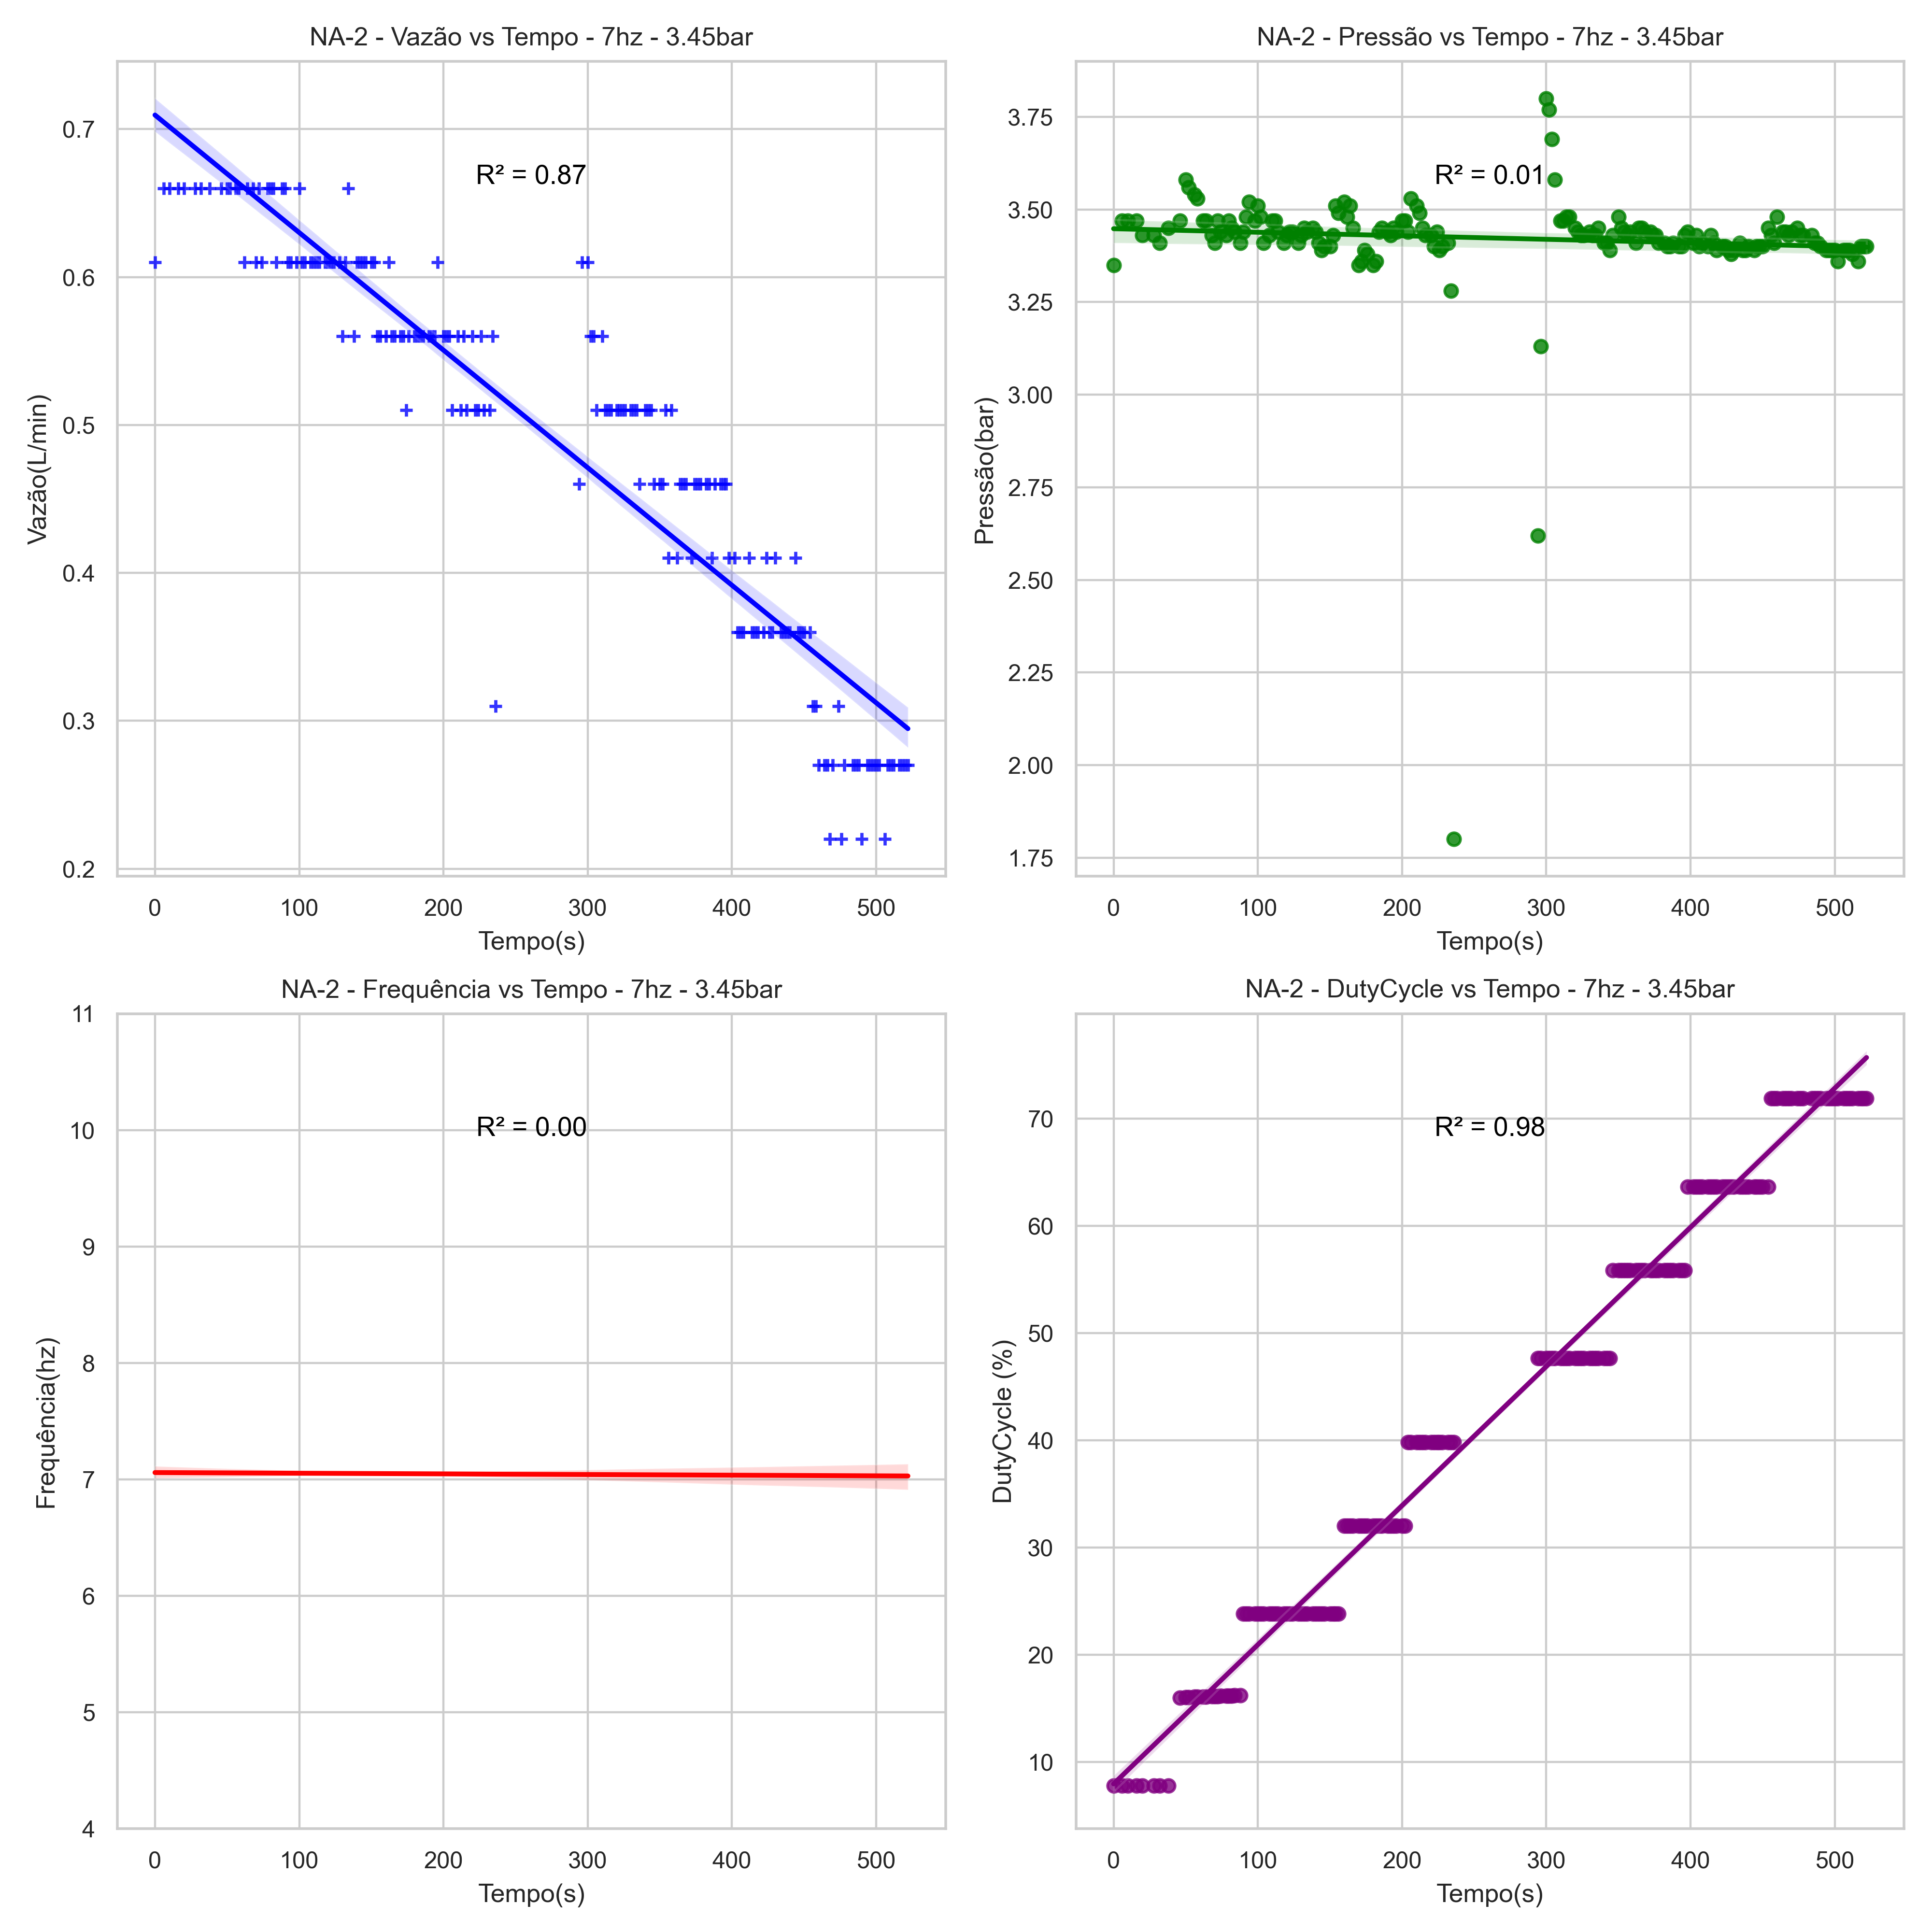 NA-2 - Vazão vs Tempo - 7hz - 3.45bar
R² = 0.87
Vazão(L/min)
0.7
0.6
0.5
0.4
0.3
0.2
0 100 200 300 400 500
Tempo(s)
NA-2 - Pressão vs Tempo - 7hz - 3.45bar
R² = 0.01
Pressão(bar)
3.75
3.50
3.25
3.00
2.75
2.50
2.25
2.00
1.75
0 100 200 300 400 500
Tempo(s)
NA-2 - Frequência vs Tempo - 7hz - 3.45bar
R² = 0.00
Frequência(hz)
11
10
9
8
7
6
5
4
0 100 200 300 400 500
Tempo(s)
NA-2 - DutyCycle vs Tempo - 7hz - 3.45bar
R² = 0.98
DutyCycle (%)
70
60
50
40
30
20
10
0 100 200 300 400 500
Tempo(s)